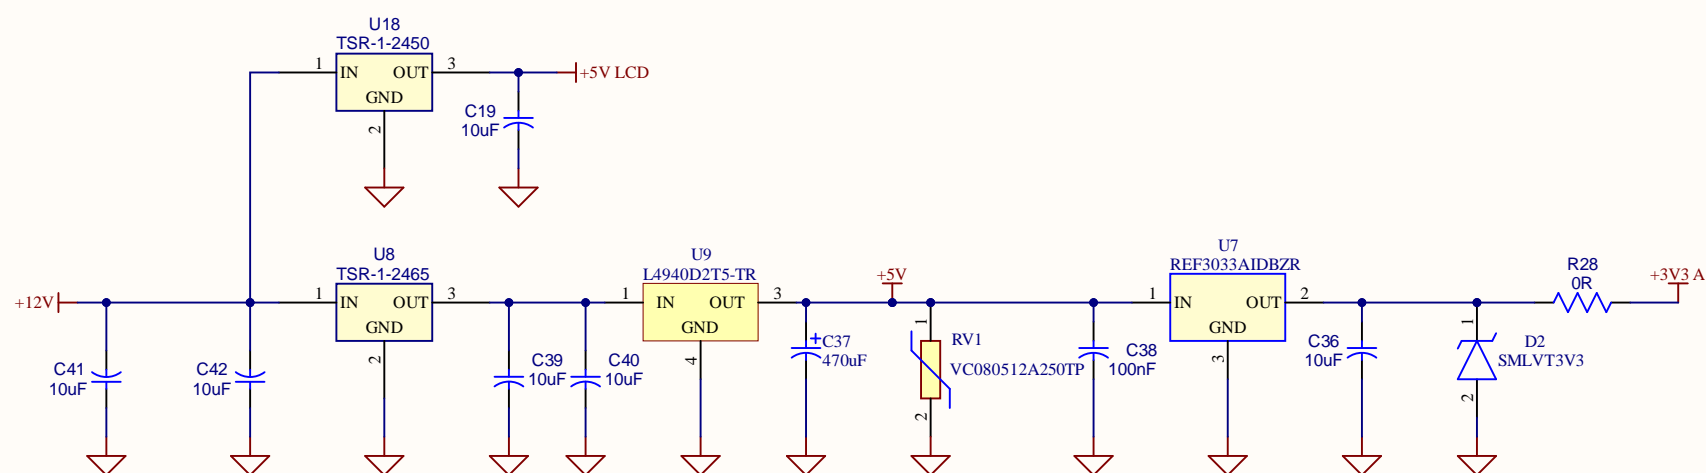 U18
TSR-1-2450
1
IN
OUT
3
GND
2
+5V LCD
C19
10uF
+12V
C41
10uF
C42
10uF
U8
TSR-1-2465
1
IN
OUT
3
GND
2
C39
10uF
C40
10uF
U9
L4940D2T5-TR
1
IN
OUT
3
GND
4
+
C37
470uF
+5V
1
RV1
VC080512A250TP
2
C38
100nF
U7
REF3033AIDBZR
1
IN
OUT
2
GND
3
C36
10uF
1
D2
SMLVT3V3
2
R28
0R
+3V3 A